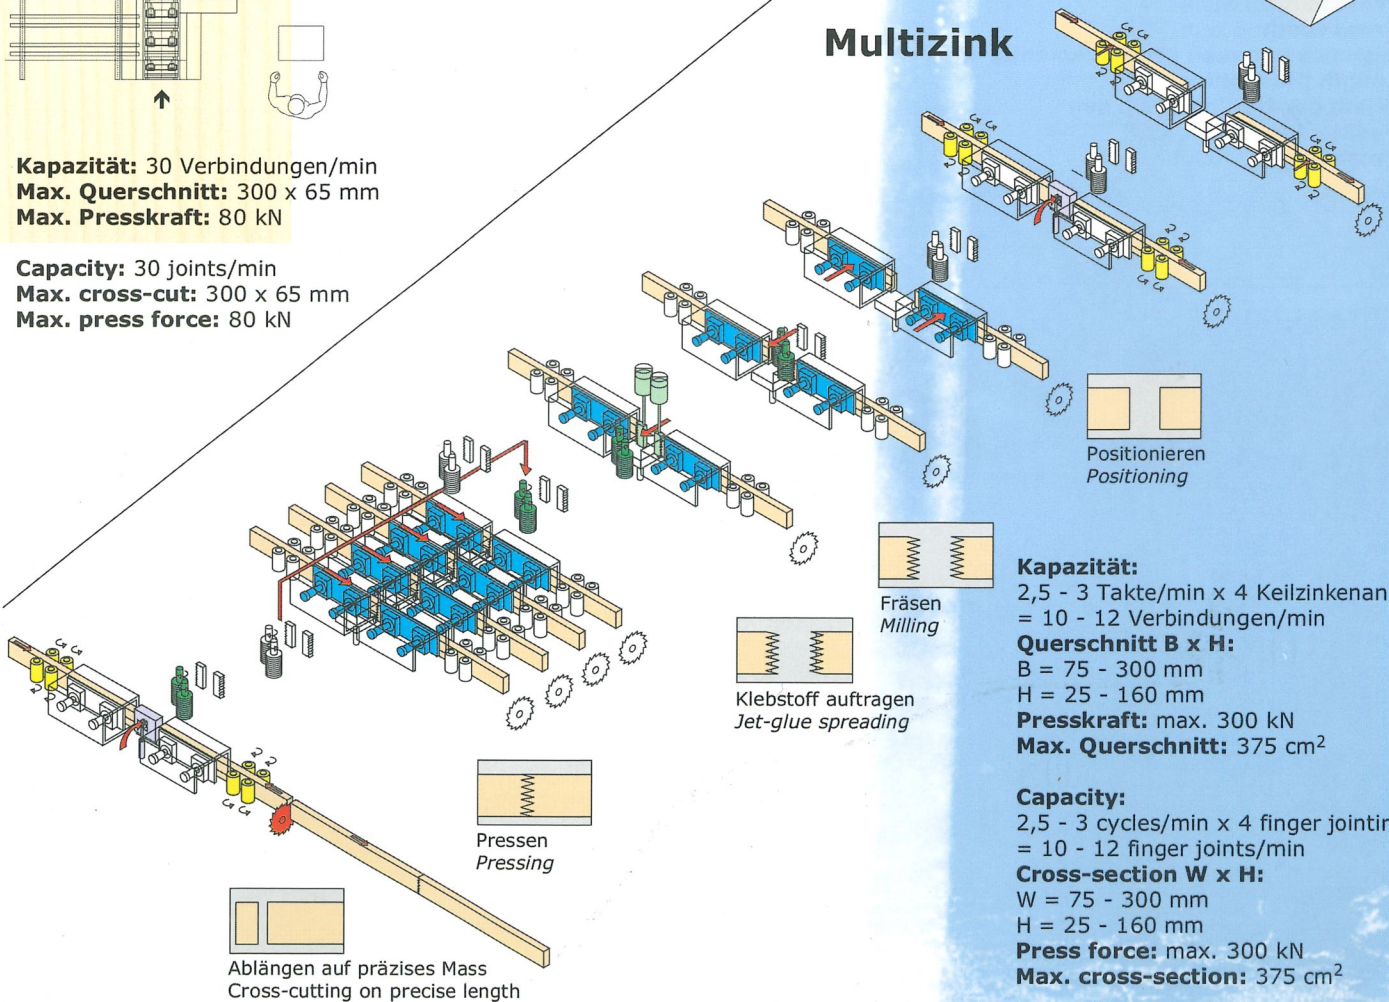 Multizink
Kapazität: 30 Verbindungen/min
Max. Querschnitt: 300 x 65 mm
Max. Presskraft: 80 kN
Capacity: 30 joints/min
Max. cross-cut: 300 x 65 mm
Max. press force: 80 kN
Positionieren
Positioning
Fräsen
Milling
Klebstoff auftragen
Jet-glue spreading
Pressen
Pressing
Ablängen auf präzises Mass
Cross-cutting on precise length
Kapazität:
2,5 - 3 Takte/min x 4 Keilzinkenan
= 10 - 12 Verbindungen/min
Querschnitt B x H:
B = 75 - 300 mm
H = 25 - 160 mm
Presskraft: max. 300 kN
Max. Querschnitt: 375 cm²
Capacity:
2,5 - 3 cycles/min x 4 finger jointin
= 10 - 12 finger joints/min
Cross-section W x H:
W = 75 - 300 mm
H = 25 - 160 mm
Press force: max. 300 kN
Max. cross-section: 375 cm²